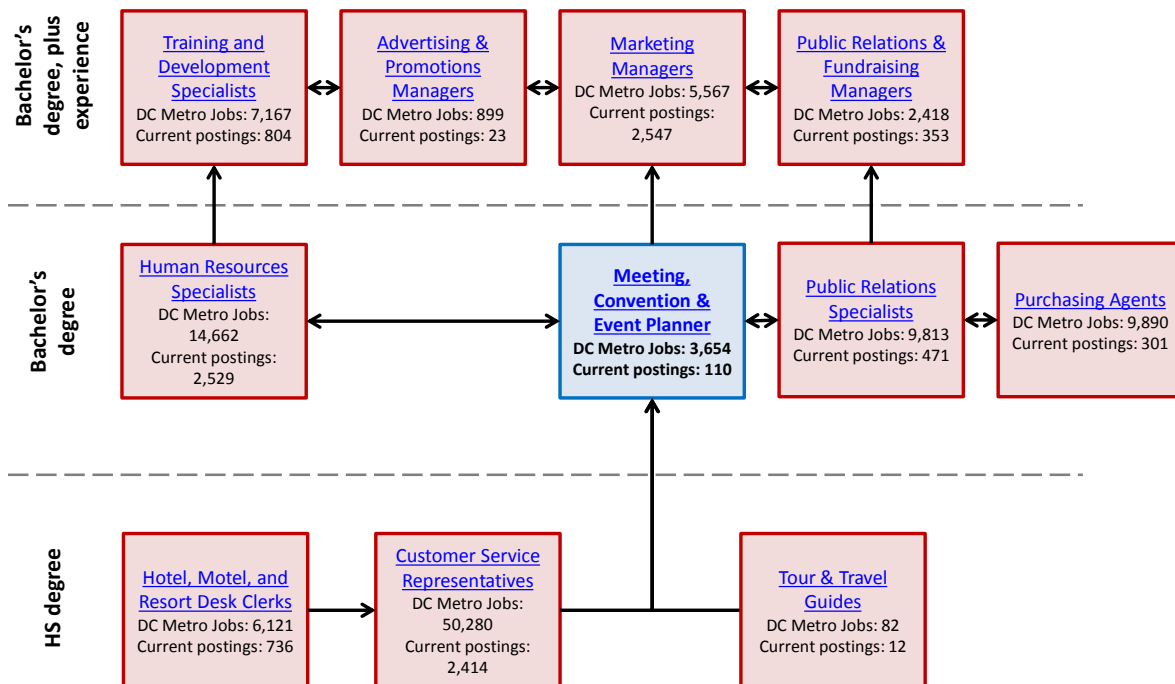 Bachelor's
degree, plus
experience
Training and
Development
Specialists
DC Metro Jobs: 7,167
Current postings: 804
Advertising &
Promotions
Managers
DC Metro Jobs: 899
Current postings: 23
Marketing
Managers
DC Metro Jobs: 5,567
Current postings:
2,547
Public Relations &
Fundraising
Managers
DC Metro Jobs: 2,418
Current postings: 353
Bachelor's
degree
Human Resources
Specialists
DC Metro Jobs:
14,662
Current postings:
2,529
Meeting,
Convention &
Event Planner
DC Metro Jobs: 3,654
Current postings: 110
Public Relations
Specialists
DC Metro Jobs: 9,813
Current postings: 471
Purchasing Agents
DC Metro Jobs: 9,890
Current postings: 301
HS degree
Hotel, Motel, and
Resort Desk Clerks
DC Metro Jobs: 6,121
Current postings: 736
Customer Service
Representatives
DC Metro Jobs:
50,280
Current postings:
2,414
Tour & Travel
Guides
DC Metro Jobs: 82
Current postings: 12